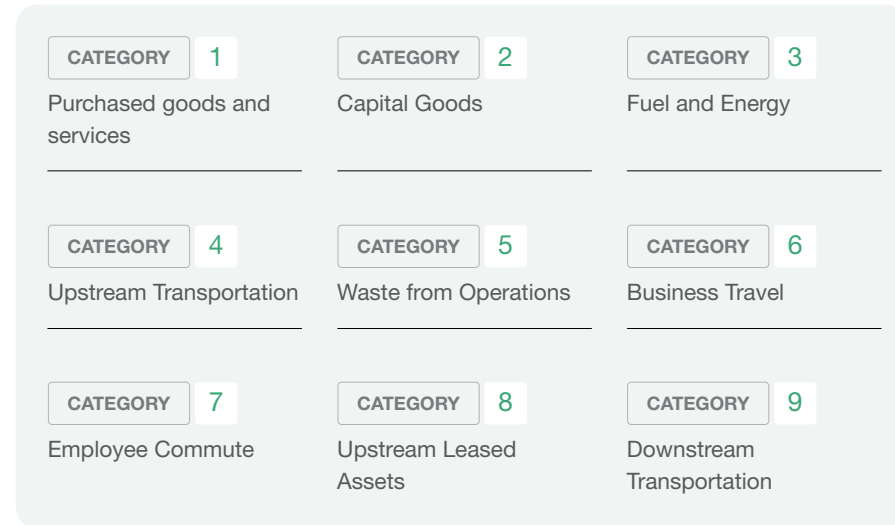 CATEGORY 1
Purchased goods and
services
CATEGORY 2
Capital Goods
CATEGORY 3
Fuel and Energy
CATEGORY 4
Upstream Transportation
CATEGORY 5
Waste from Operations
CATEGORY 6
Business Travel
CATEGORY 7
Employee Commute
CATEGORY 8
Upstream Leased
Assets
CATEGORY 9
Downstream
Transportation